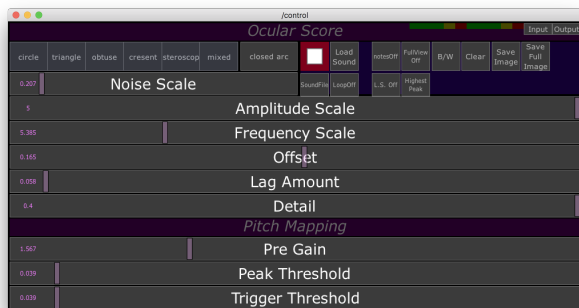 /control
Ocular Score
Input Output
circle triangle obtuse cresent steroscop mixed closed arc Load Sound notesOff FullView Off B/W Clear Save Image Save Full Image
0.207 Noise Scale SoundFile LoopOff L.S. Off Highest Peak
5 Amplitude Scale
5.385 Frequency Scale
0.165 Offset
0.058 Lag Amount
0.4 Detail
Pitch Mapping
1.567 Pre Gain
0.039 Peak Threshold
0.039 Trigger Threshold